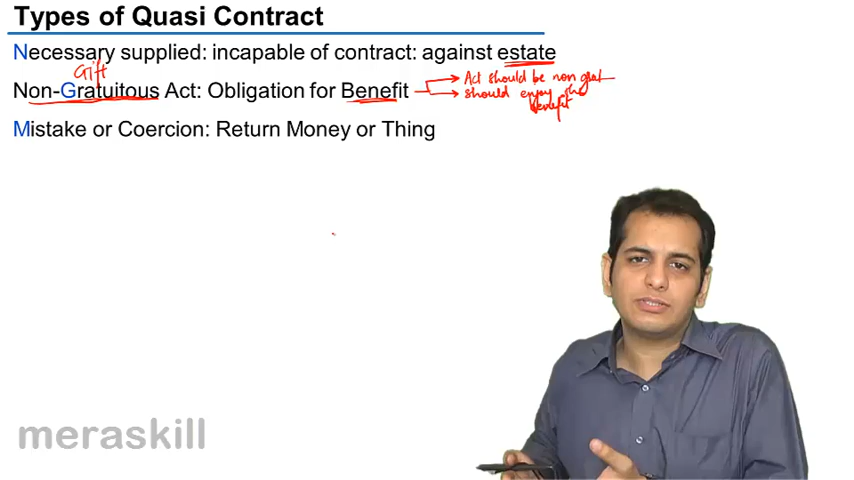 Types of Quasi Contract
Necessary supplied: incapable of contract: against estate
Gift
Non-Gratuitous Act: Obligation for Benefit
Act should be non grat
should enjoy the
benefit
Mistake or Coercion: Return Money or Thing
meraskill